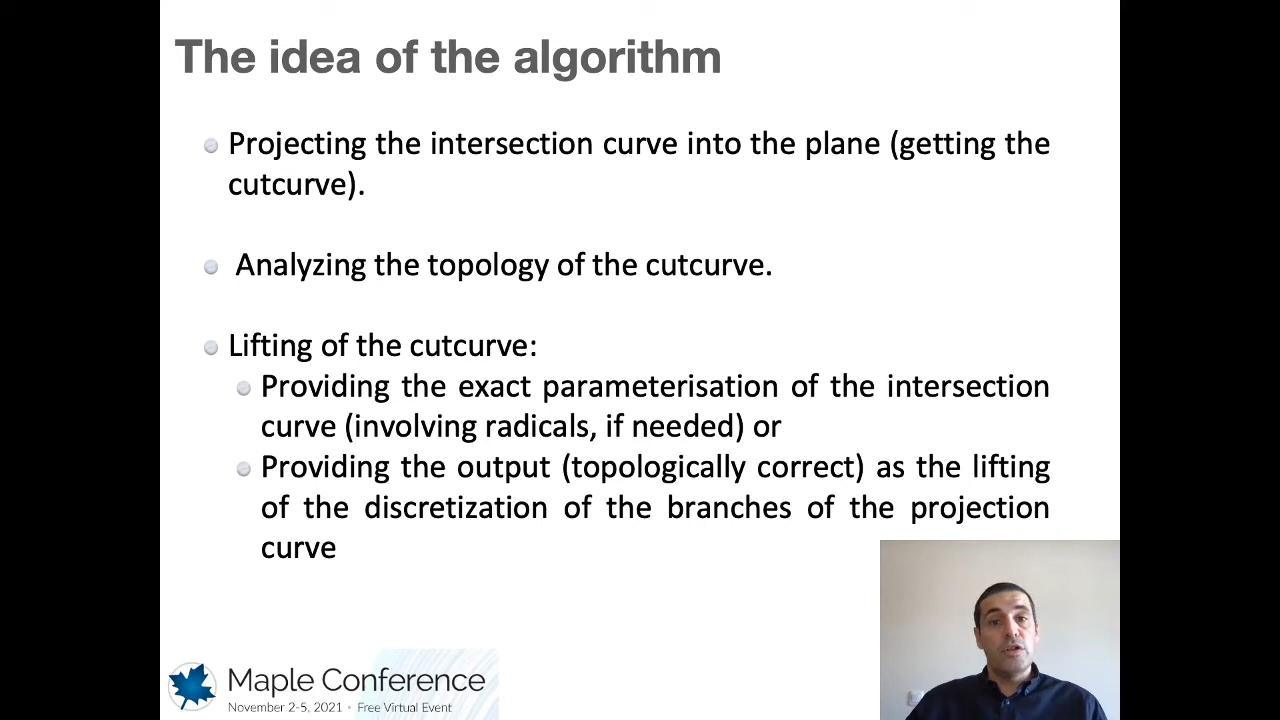 The idea of the algorithm
Projecting the intersection curve into the plane (getting the
cutcurve).
Analyzing the topology of the cutcurve.
Lifting of the cutcurve:
Providing the exact parameterisation of the intersection
curve (involving radicals, if needed) or
Providing the output (topologically correct) as the lifting
of the discretization of the branches of the projection
curve
Maple Conference
November 2-5, 2021 • Free Virtual Event